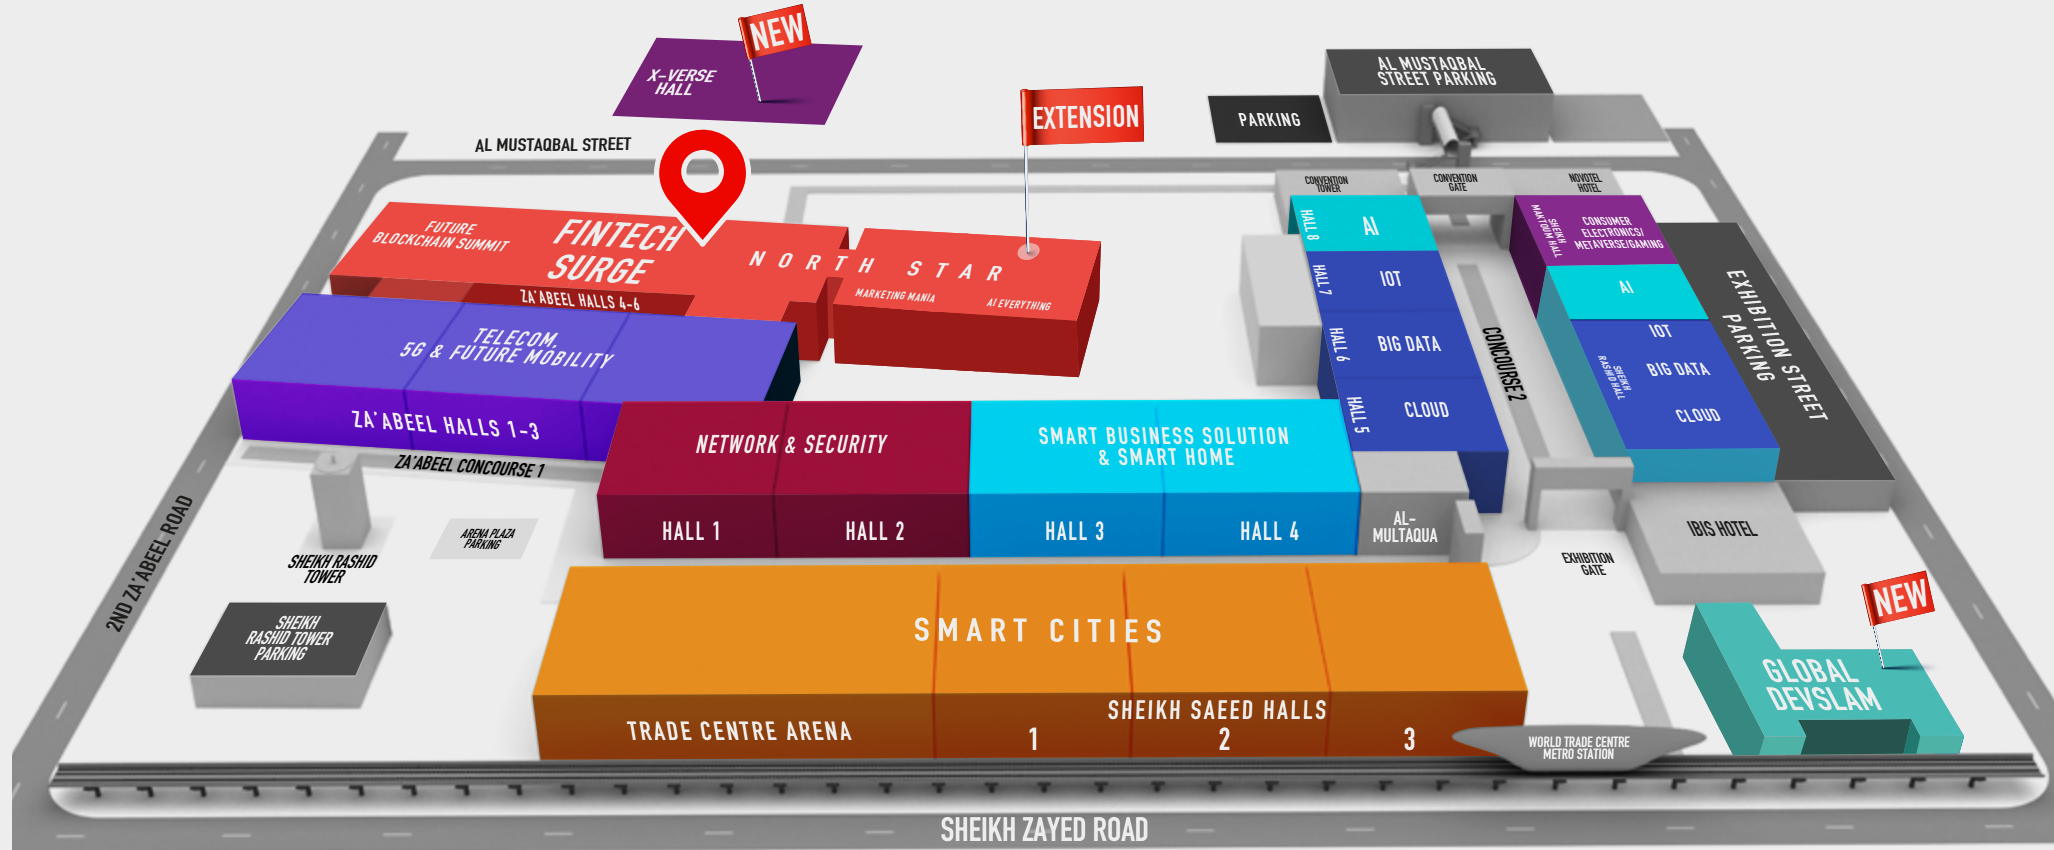 NEW
X-VERSE
HALL
AL MUSTAQBAL
STREET PARKING
PARKING
EXTENSION
AL MUSTAQBAL STREET
CONVENTION
TOWER
CONVENTION
GATE
NOVOTEL
HOTEL
FUTURE
BLOCKCHAIN SUMMIT
FINTECH
SURGE
NORTH STAR
MARKETING MANIA
AI EVERYTHING
ZA'ABEEL HALLS 4-6
HALL 8
AI
HALL 7
IOT
HALL 6
BIG DATA
HALL 5
CLOUD
CONCOURSE 2
SHEIKH
MAKTOUM HALL
CONSUMER
ELECTRONICS/
METAVERSE/GAMING
AI
IOT
BIG DATA
SHEIKH
RASHID HALL
CLOUD
EXHIBITION STREET
PARKING
TELECOM,
5G & FUTURE MOBILITY
ZA'ABEEL HALLS 1-3
ZA'ABEEL CONCOURSE 1
NETWORK & SECURITY
SMART BUSINESS SOLUTION
& SMART HOME
HALL 1
HALL 2
HALL 3
HALL 4
AL-
MULTAQUA
2ND ZA'ABEEL ROAD
ARENA PLAZA
PARKING
SHEIKH RASHID
TOWER
IBIS HOTEL
EXHIBITION
GATE
SHEIKH
RASHID TOWER
PARKING
SMART CITIES
NEW
GLOBAL
DEVSLAM
TRADE CENTRE ARENA
SHEIKH SAEED HALLS
1
2
3
WORLD TRADE CENTRE
METRO STATION
SHEIKH ZAYED ROAD